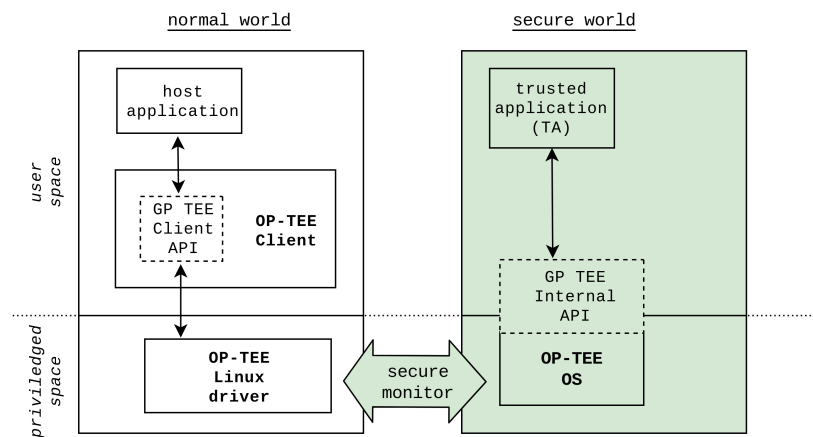 normal world
secure world
host
application
trusted
application
(TA)
user
space
GP TEE
Client
API
OP-TEE
Client
GP TEE
Internal
API
priviledged
space
OP-TEE
Linux
driver
secure
monitor
OP-TEE
OS